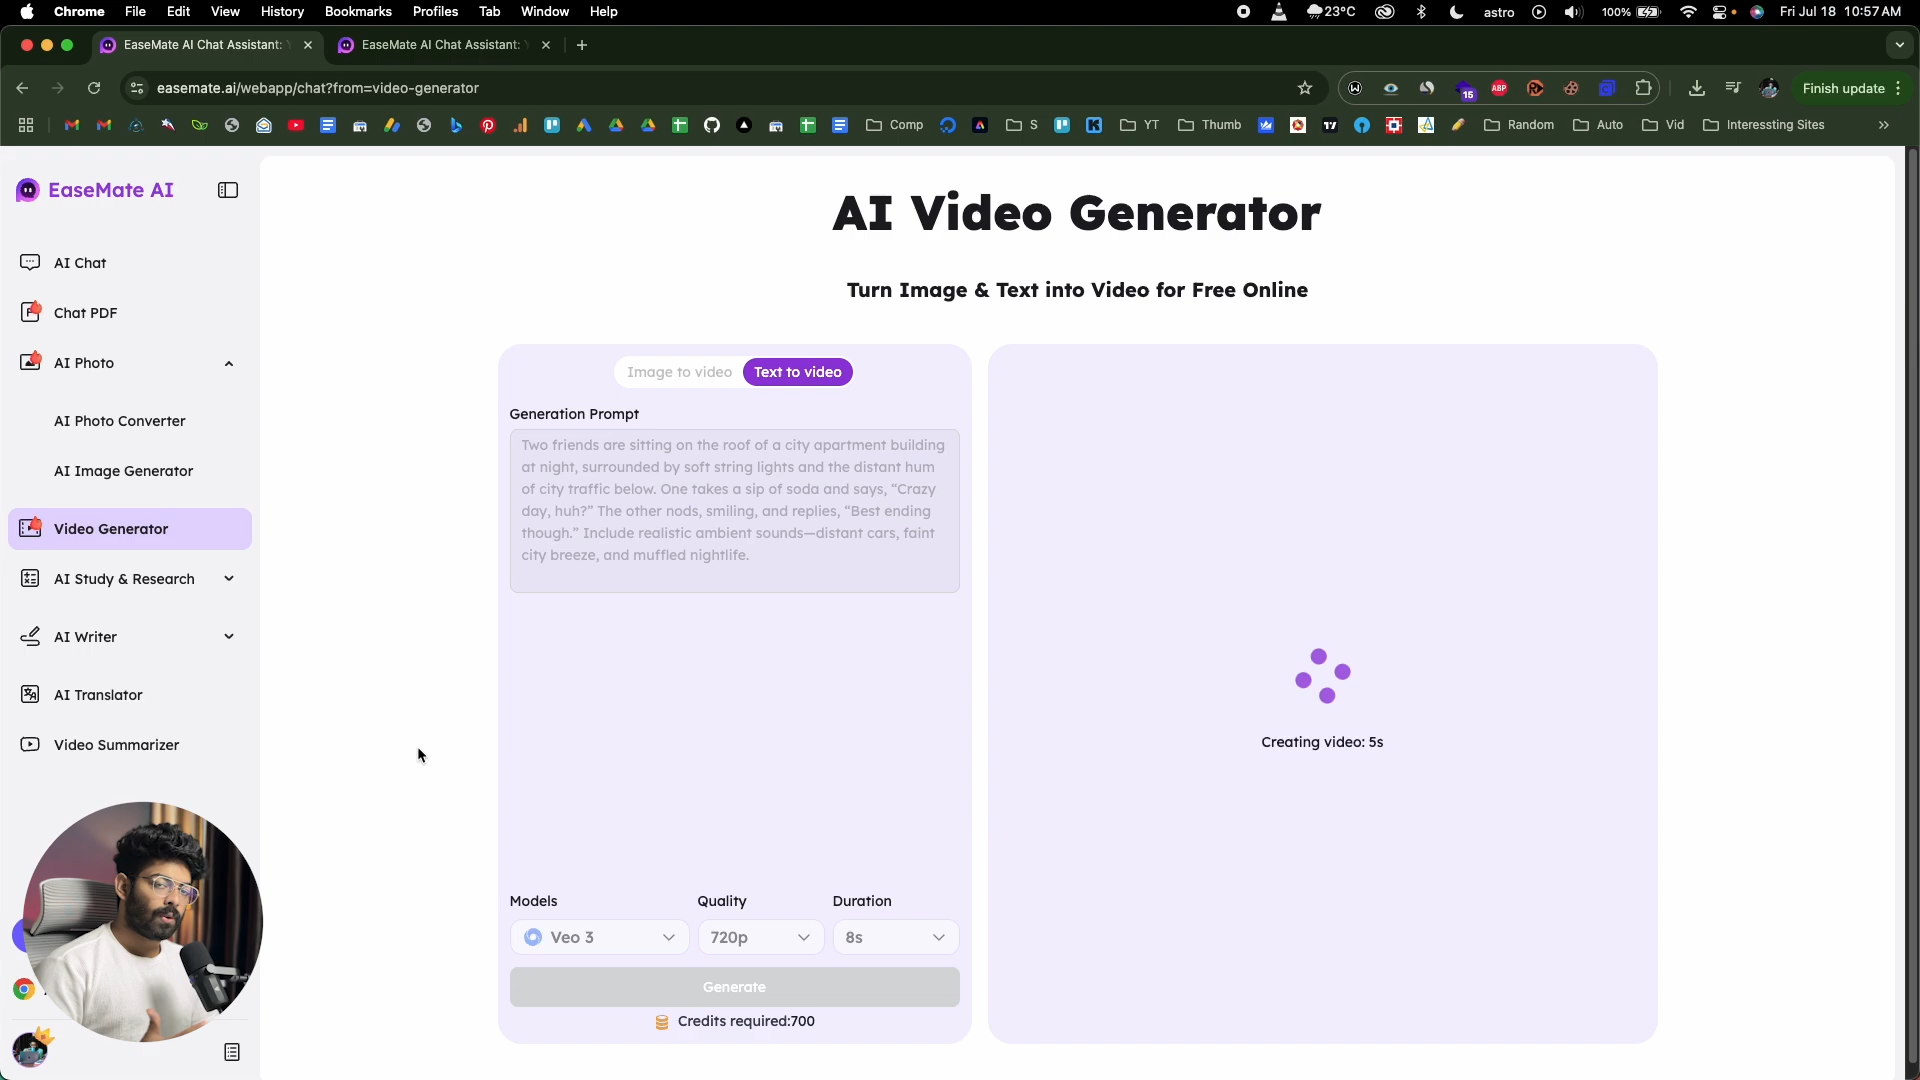 Chrome File Edit View History Bookmarks Profiles Tab Window Help 23°C astro 100% Fri Jul 18 10:57 AM
EaseMate AI Chat Assistant: EaseMate AI Chat Assistant:
easemate.ai/webapp/chat?from=video-generator 15 ABP Finish update
Comp S YT Thumb Random Auto Vid Interessting Sites
EaseMate AI
AI Chat
Chat PDF
AI Photo
AI Photo Converter
AI Image Generator
Video Generator
AI Study & Research
AI Writer
AI Translator
Video Summarizer
AI Video Generator
Turn Image & Text into Video for Free Online
Image to video Text to video
Generation Prompt
Two friends are sitting on the roof of a city apartment building
at night, surrounded by soft string lights and the distant hum
of city traffic below. One takes a sip of soda and says, “Crazy
day, huh?” The other nods, smiling, and replies, “Best ending
though.” Include realistic ambient sounds—distant cars, faint
city breeze, and muffled nightlife.
Models Quality Duration
Veo 3 720p 8s
Generate
Credits required:700
Creating video: 5s